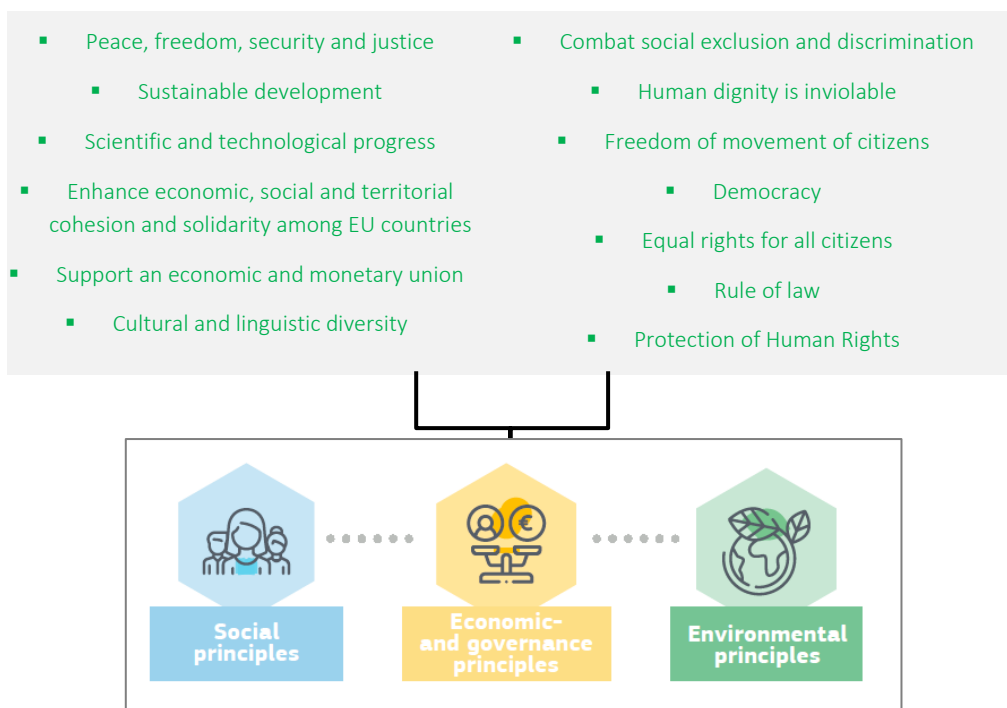 ▪ Peace, freedom, security and justice
▪ Sustainable development
▪ Scientific and technological progress
▪ Enhance economic, social and territorial
cohesion and solidarity among EU countries
▪ Support an economic and monetary union
▪ Cultural and linguistic diversity
▪ Combat social exclusion and discrimination
▪ Human dignity is inviolable
▪ Freedom of movement of citizens
▪ Democracy
▪ Equal rights for all citizens
▪ Rule of law
▪ Protection of Human Rights
€
Social
principles
Economic-
and governance
principles
Environmental
principles